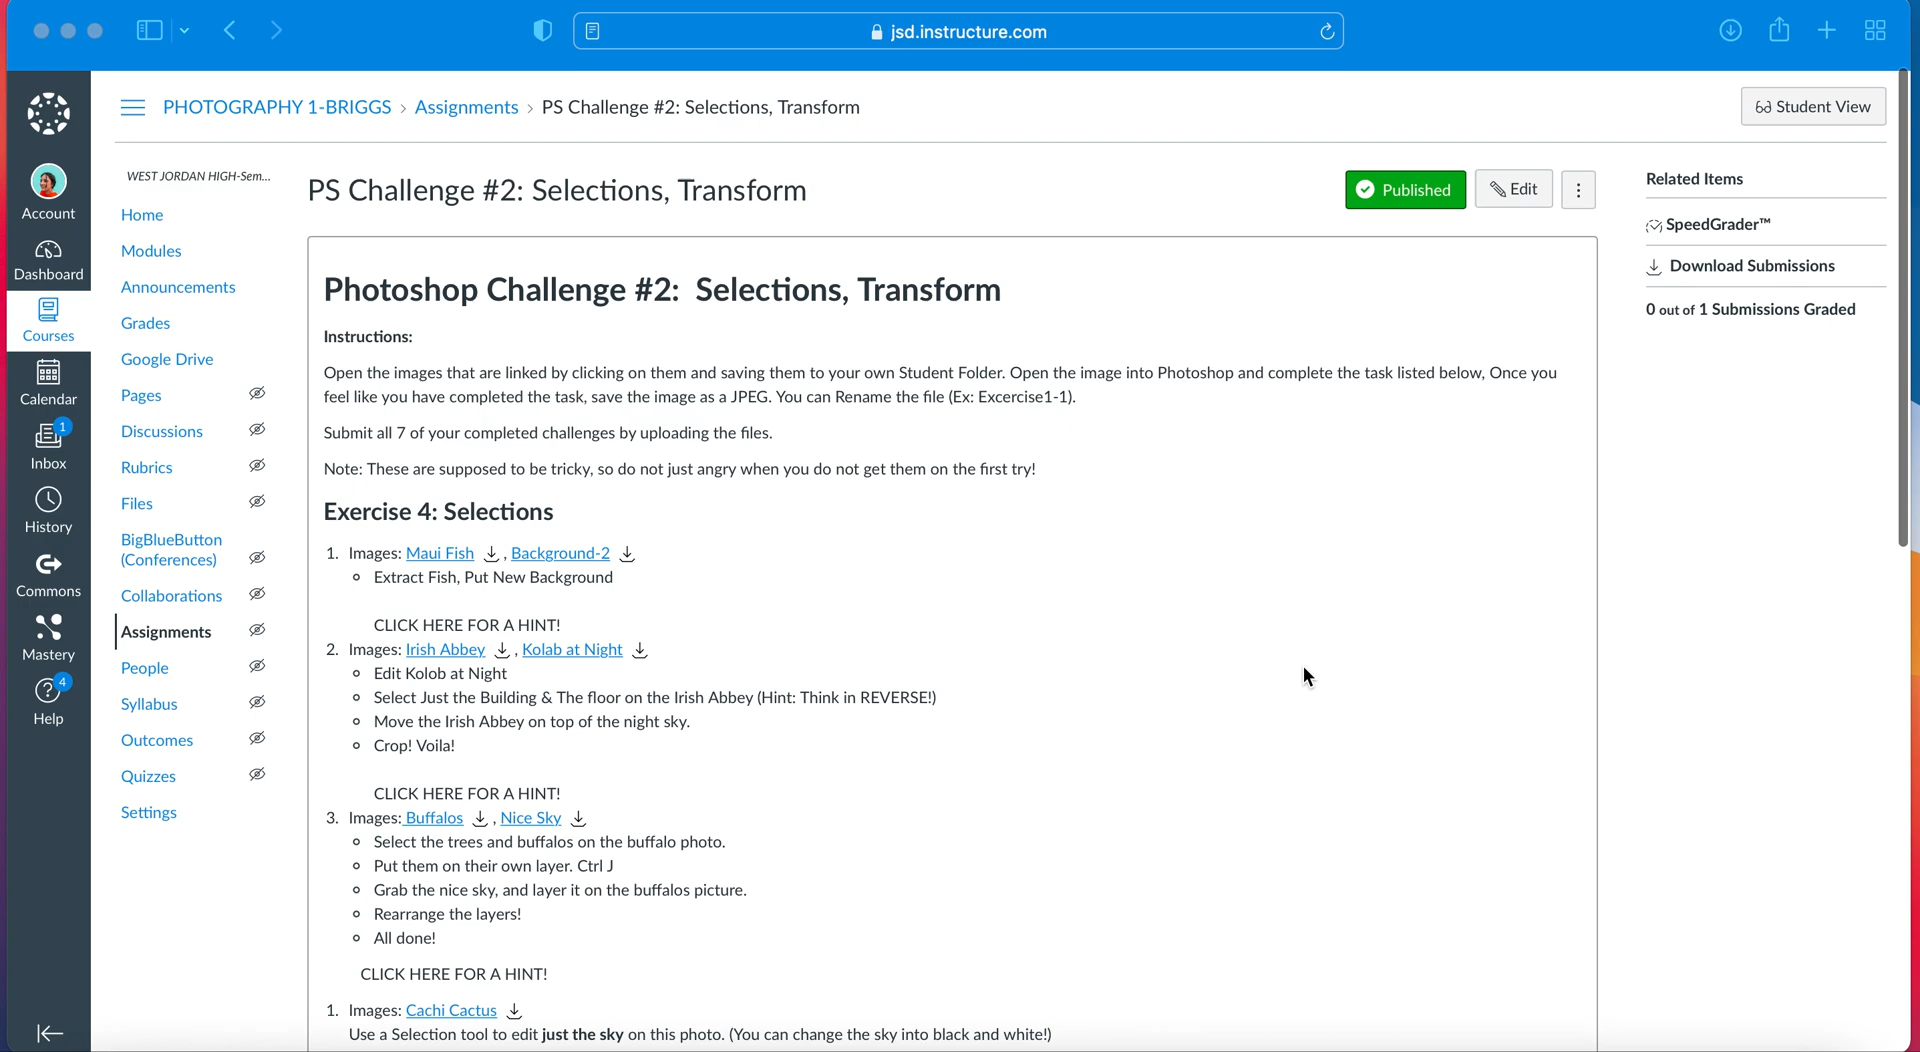 jsd.instructure.com
PHOTOGRAPHY 1-BRIGGS › Assignments › PS Challenge #2: Selections, Transform
Student View
Account
Dashboard
Courses
Calendar
1
Inbox
History
Commons
Mastery
4
Help
WEST JORDAN HIGH-Sem...
Home
Modules
Announcements
Grades
Google Drive
Pages
Discussions
Rubrics
Files
BigBlueButton
(Conferences)
Collaborations
Assignments
People
Syllabus
Outcomes
Quizzes
Settings
PS Challenge #2: Selections, Transform
Published
Edit
Photoshop Challenge #2: Selections, Transform
Instructions:
Open the images that are linked by clicking on them and saving them to your own Student Folder. Open the image into Photoshop and complete the task listed below, Once you
feel like you have completed the task, save the image as a JPEG. You can Rename the file (Ex: Excercise1-1).
Submit all 7 of your completed challenges by uploading the files.
Note: These are supposed to be tricky, so do not just angry when you do not get them on the first try!
Exercise 4: Selections
1. Images: Maui Fish , Background-2
Extract Fish, Put New Background
CLICK HERE FOR A HINT!
2. Images: Irish Abbey , Kolab at Night
Edit Kolob at Night
Select Just the Building & The floor on the Irish Abbey (Hint: Think in REVERSE!)
Move the Irish Abbey on top of the night sky.
Crop! Voila!
CLICK HERE FOR A HINT!
3. Images: Buffalos , Nice Sky
Select the trees and buffalos on the buffalo photo.
Put them on their own layer. Ctrl J
Grab the nice sky, and layer it on the buffalos picture.
Rearrange the layers!
All done!
CLICK HERE FOR A HINT!
1. Images: Cachi Cactus
Use a Selection tool to edit just the sky on this photo. (You can change the sky into black and white!)
Related Items
SpeedGrader™
Download Submissions
0 out of 1 Submissions Graded